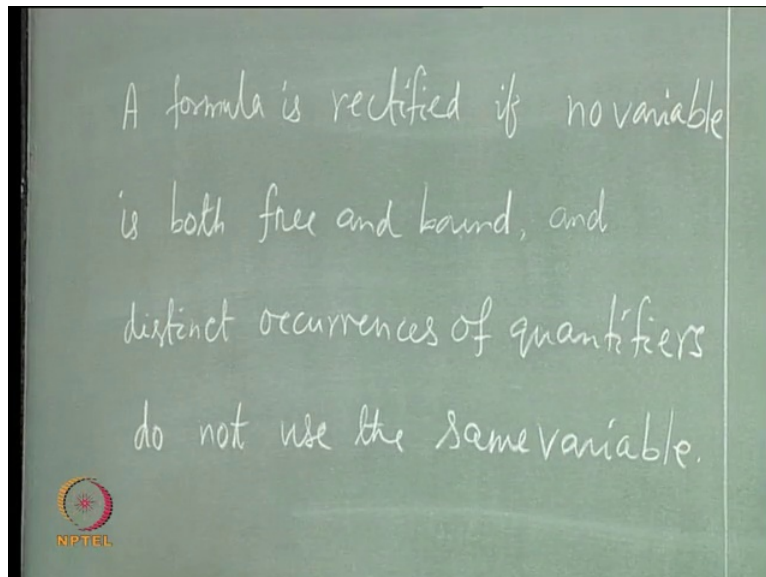 A formula is rectified if no variable
is both free and bound, and
distinct occurrences of quantifiers
do not use the same variable.
NPTEL